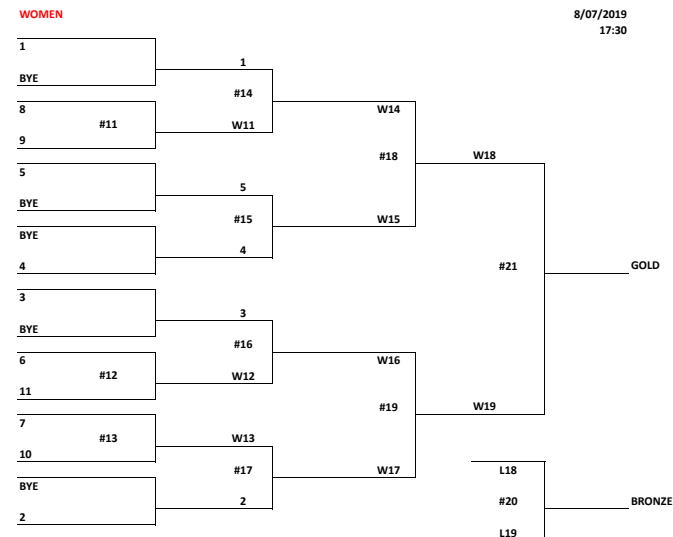 WOMEN
8/07/2019
17:30
1
BYE
1
#14
8
#11
W11
W14
9
#18
W18
5
BYE
5
#15
W15
BYE
4
4
#21
GOLD
3
BYE
3
#16
6
#12
W12
W16
11
#19
W19
7
#13
W13
10
#17
W17
L18
BYE
2
2
#20
BRONZE
L19